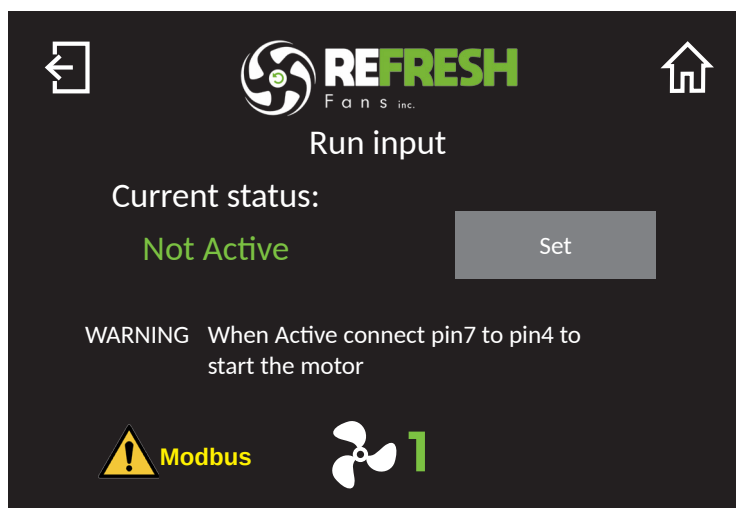 REFRESH
Fans inc.
Run input
Current status:
Not Active
Set
WARNING When Active connect pin7 to pin4 to
start the motor
Modbus
1